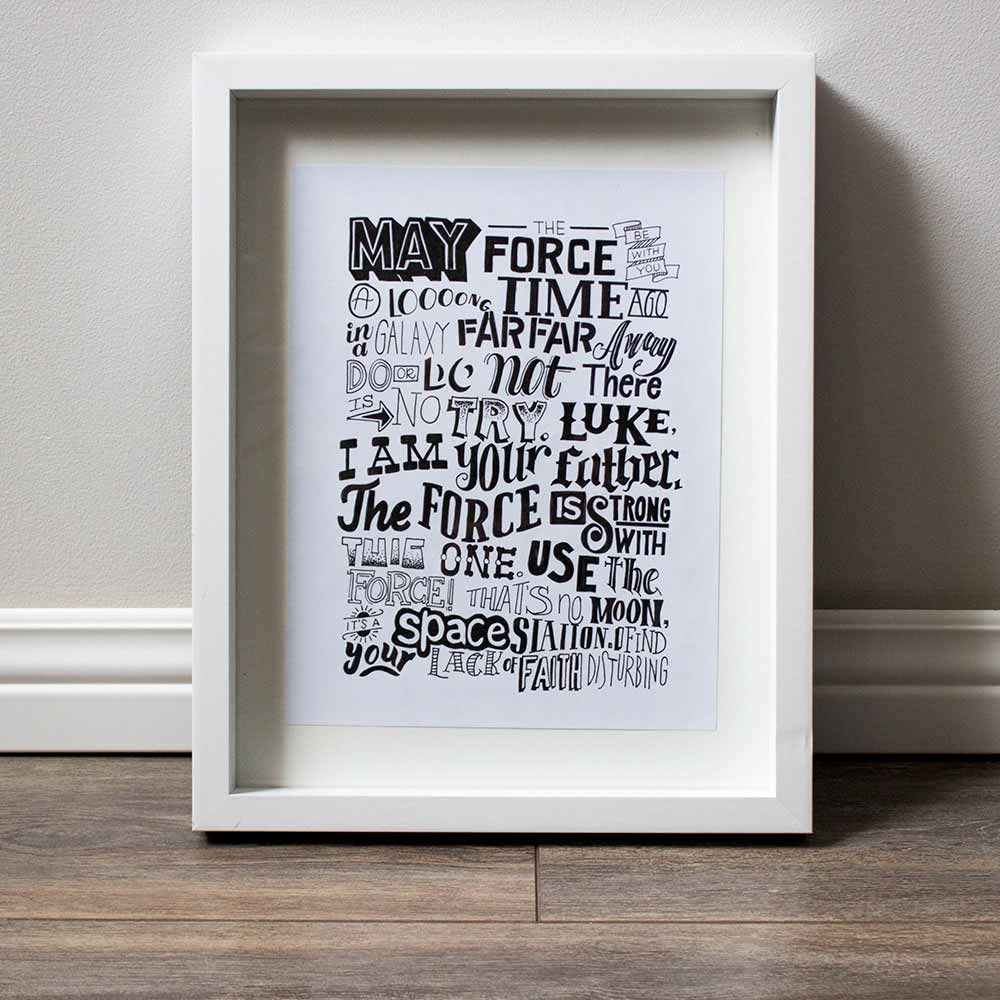 MAY THE FORCE BE WITH YOU
A LOOOONG TIME AGO
in a GALAXY FAR FAR Away
DO OR DO not There
IS NO TRY. LUKE,
I AM your father.
The FORCE IS STRONG WITH
THIS ONE. USE the
FORCE! THAT'S no MOON,
IT'S A Space STATION. I FIND
your LACK OF FAITH DISTURBING